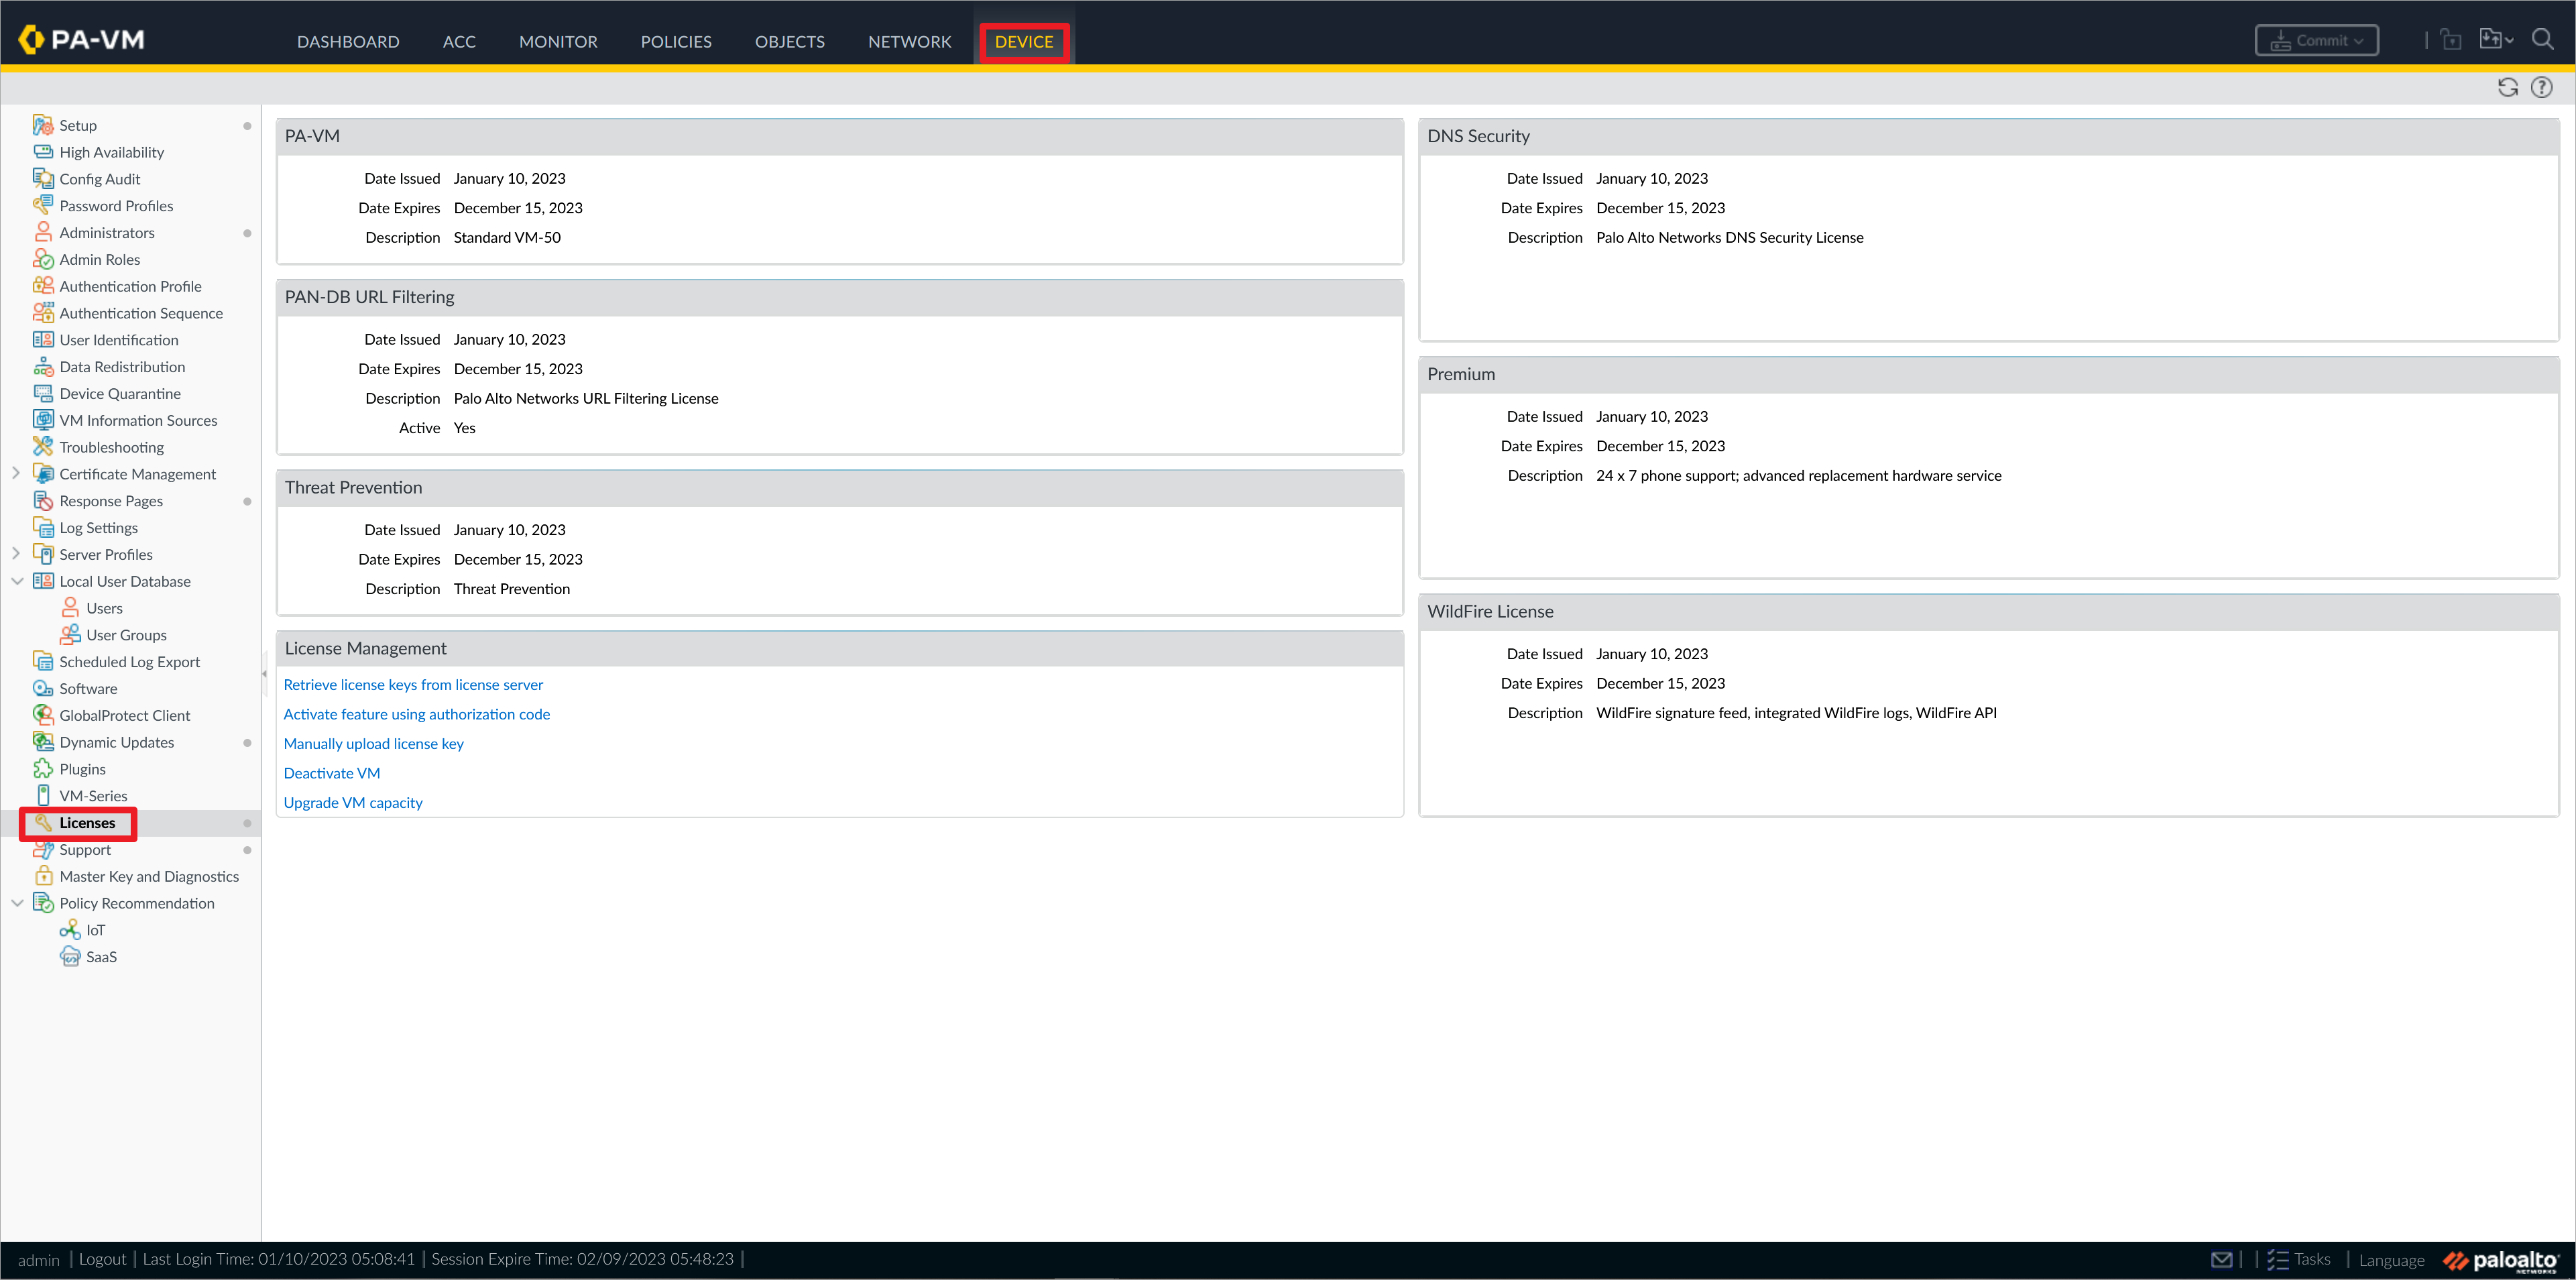 PA-VM
DASHBOARD ACC MONITOR POLICIES OBJECTS NETWORK DEVICE
Commit
Setup
High Availability
Config Audit
Password Profiles
Administrators
Admin Roles
Authentication Profile
Authentication Sequence
User Identification
Data Redistribution
Device Quarantine
VM Information Sources
Troubleshooting
Certificate Management
Response Pages
Log Settings
Server Profiles
Local User Database
Users
User Groups
Scheduled Log Export
Software
GlobalProtect Client
Dynamic Updates
Plugins
VM-Series
Licenses
Support
Master Key and Diagnostics
Policy Recommendation
IoT
SaaS
PA-VM
Date Issued January 10, 2023
Date Expires December 15, 2023
Description Standard VM-50
PAN-DB URL Filtering
Date Issued January 10, 2023
Date Expires December 15, 2023
Description Palo Alto Networks URL Filtering License
Active Yes
Threat Prevention
Date Issued January 10, 2023
Date Expires December 15, 2023
Description Threat Prevention
License Management
Retrieve license keys from license server
Activate feature using authorization code
Manually upload license key
Deactivate VM
Upgrade VM capacity
DNS Security
Date Issued January 10, 2023
Date Expires December 15, 2023
Description Palo Alto Networks DNS Security License
Premium
Date Issued January 10, 2023
Date Expires December 15, 2023
Description 24 x 7 phone support; advanced replacement hardware service
WildFire License
Date Issued January 10, 2023
Date Expires December 15, 2023
Description WildFire signature feed, integrated WildFire logs, WildFire API
admin | Logout | Last Login Time: 01/10/2023 05:08:41 | Session Expire Time: 02/09/2023 05:48:23 |
Tasks | Language
paloalto
NETWORKS